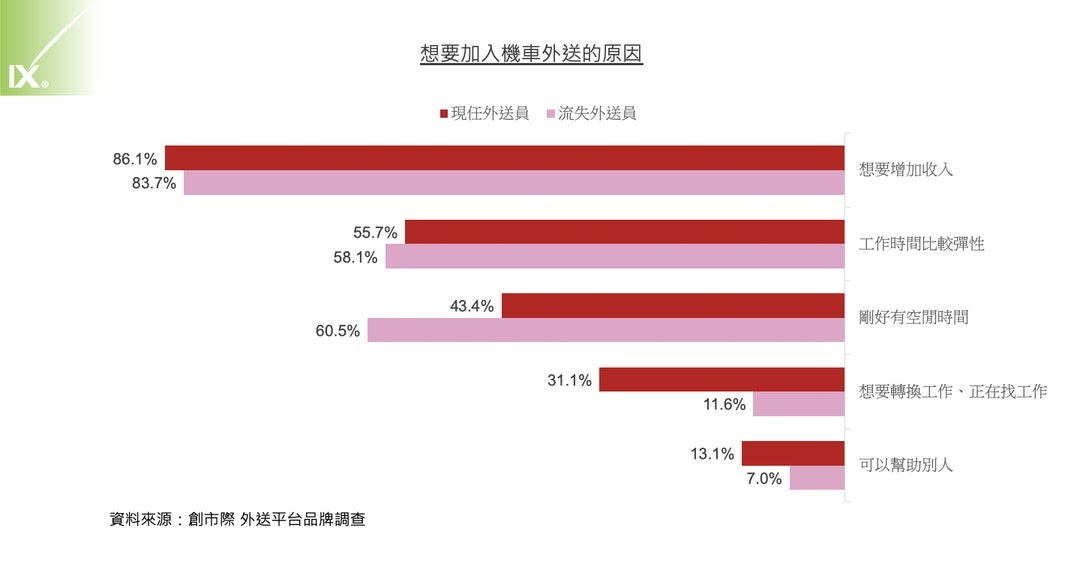 IX®
想要加入機車外送的原因
現任外送員 流失外送員
86.1%
83.7%
想要增加收入
55.7%
58.1%
工作時間比較彈性
43.4%
60.5%
剛好有空閒時間
31.1%
11.6%
想要轉換工作、正在找工作
13.1%
7.0%
可以幫助別人
資料來源：創市際 外送平台品牌調查